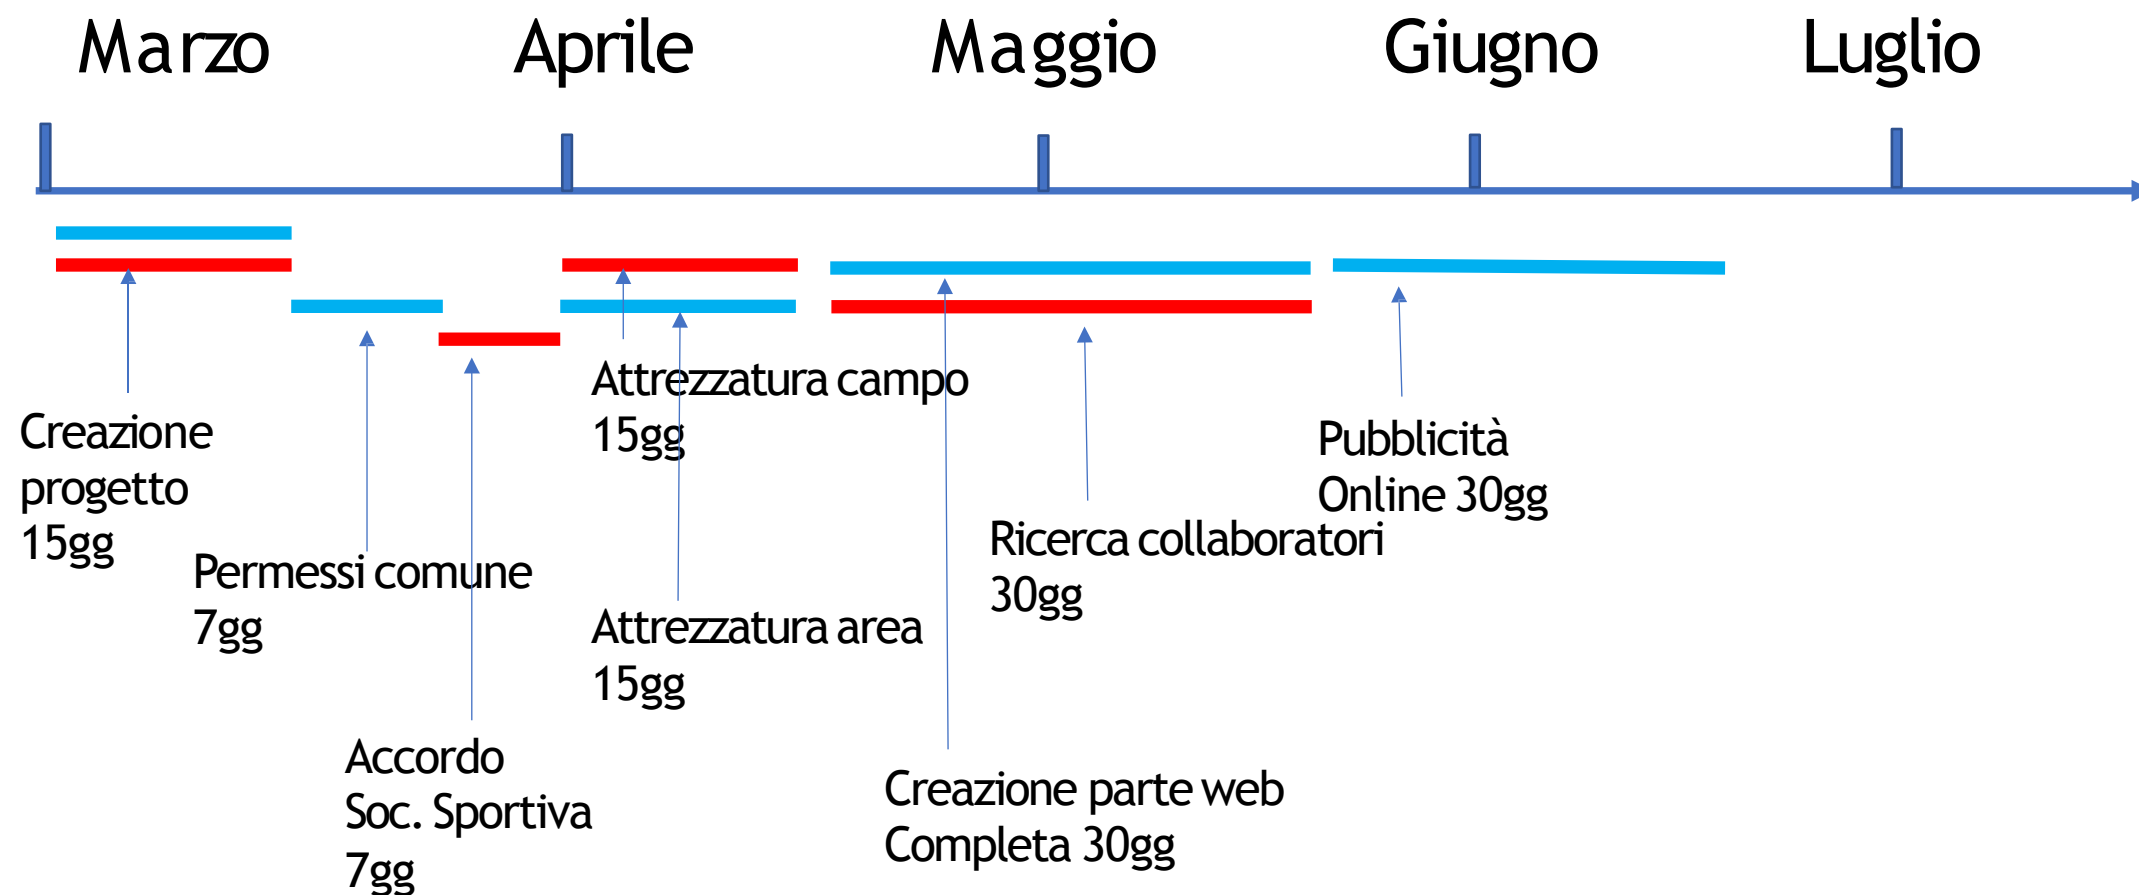 Marzo Aprile Maggio Giugno Luglio
Creazione
progetto
15gg
Permessi comune
7gg
Accordo
Soc. Sportiva
7gg
Attrezzatura campo
15gg
Attrezzatura area
15gg
Creazione parte web
Completa 30gg
Ricerca collaboratori
30gg
Pubblicità
Online 30gg